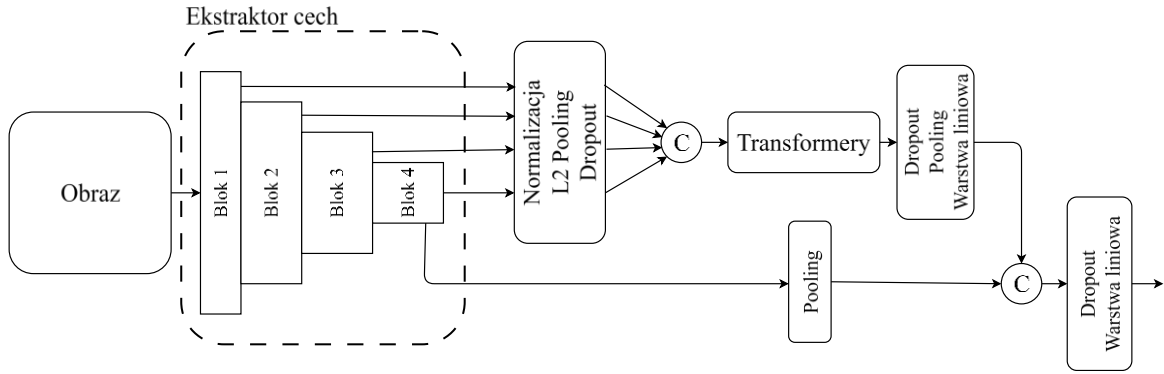 Ekstraktor cech
Obraz
Blok 1
Blok 2
Blok 3
Blok 4
Normalizacja
L2 Pooling
Dropout
C
Transformery
Dropout
Pooling
Warstwa liniowa
Pooling
C
Dropout
Warstwa liniowa